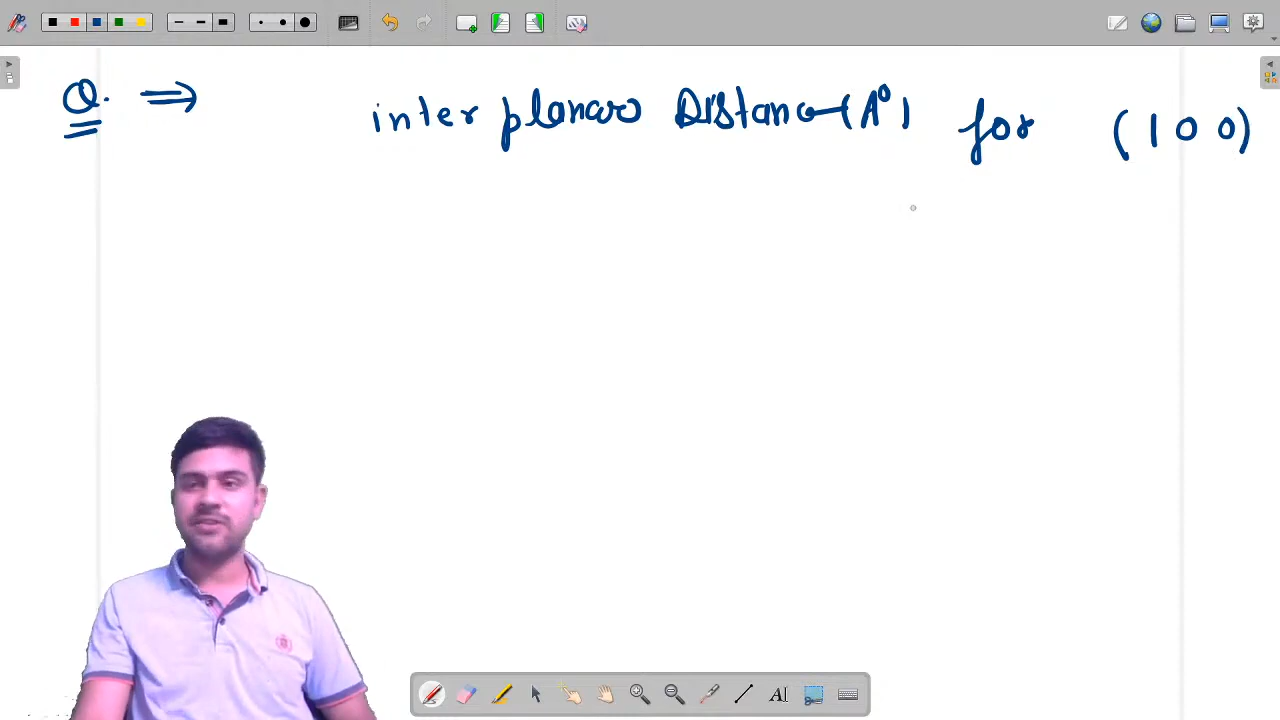 Q. ⇒ inter planar Distance (A°) for (1 0 0)